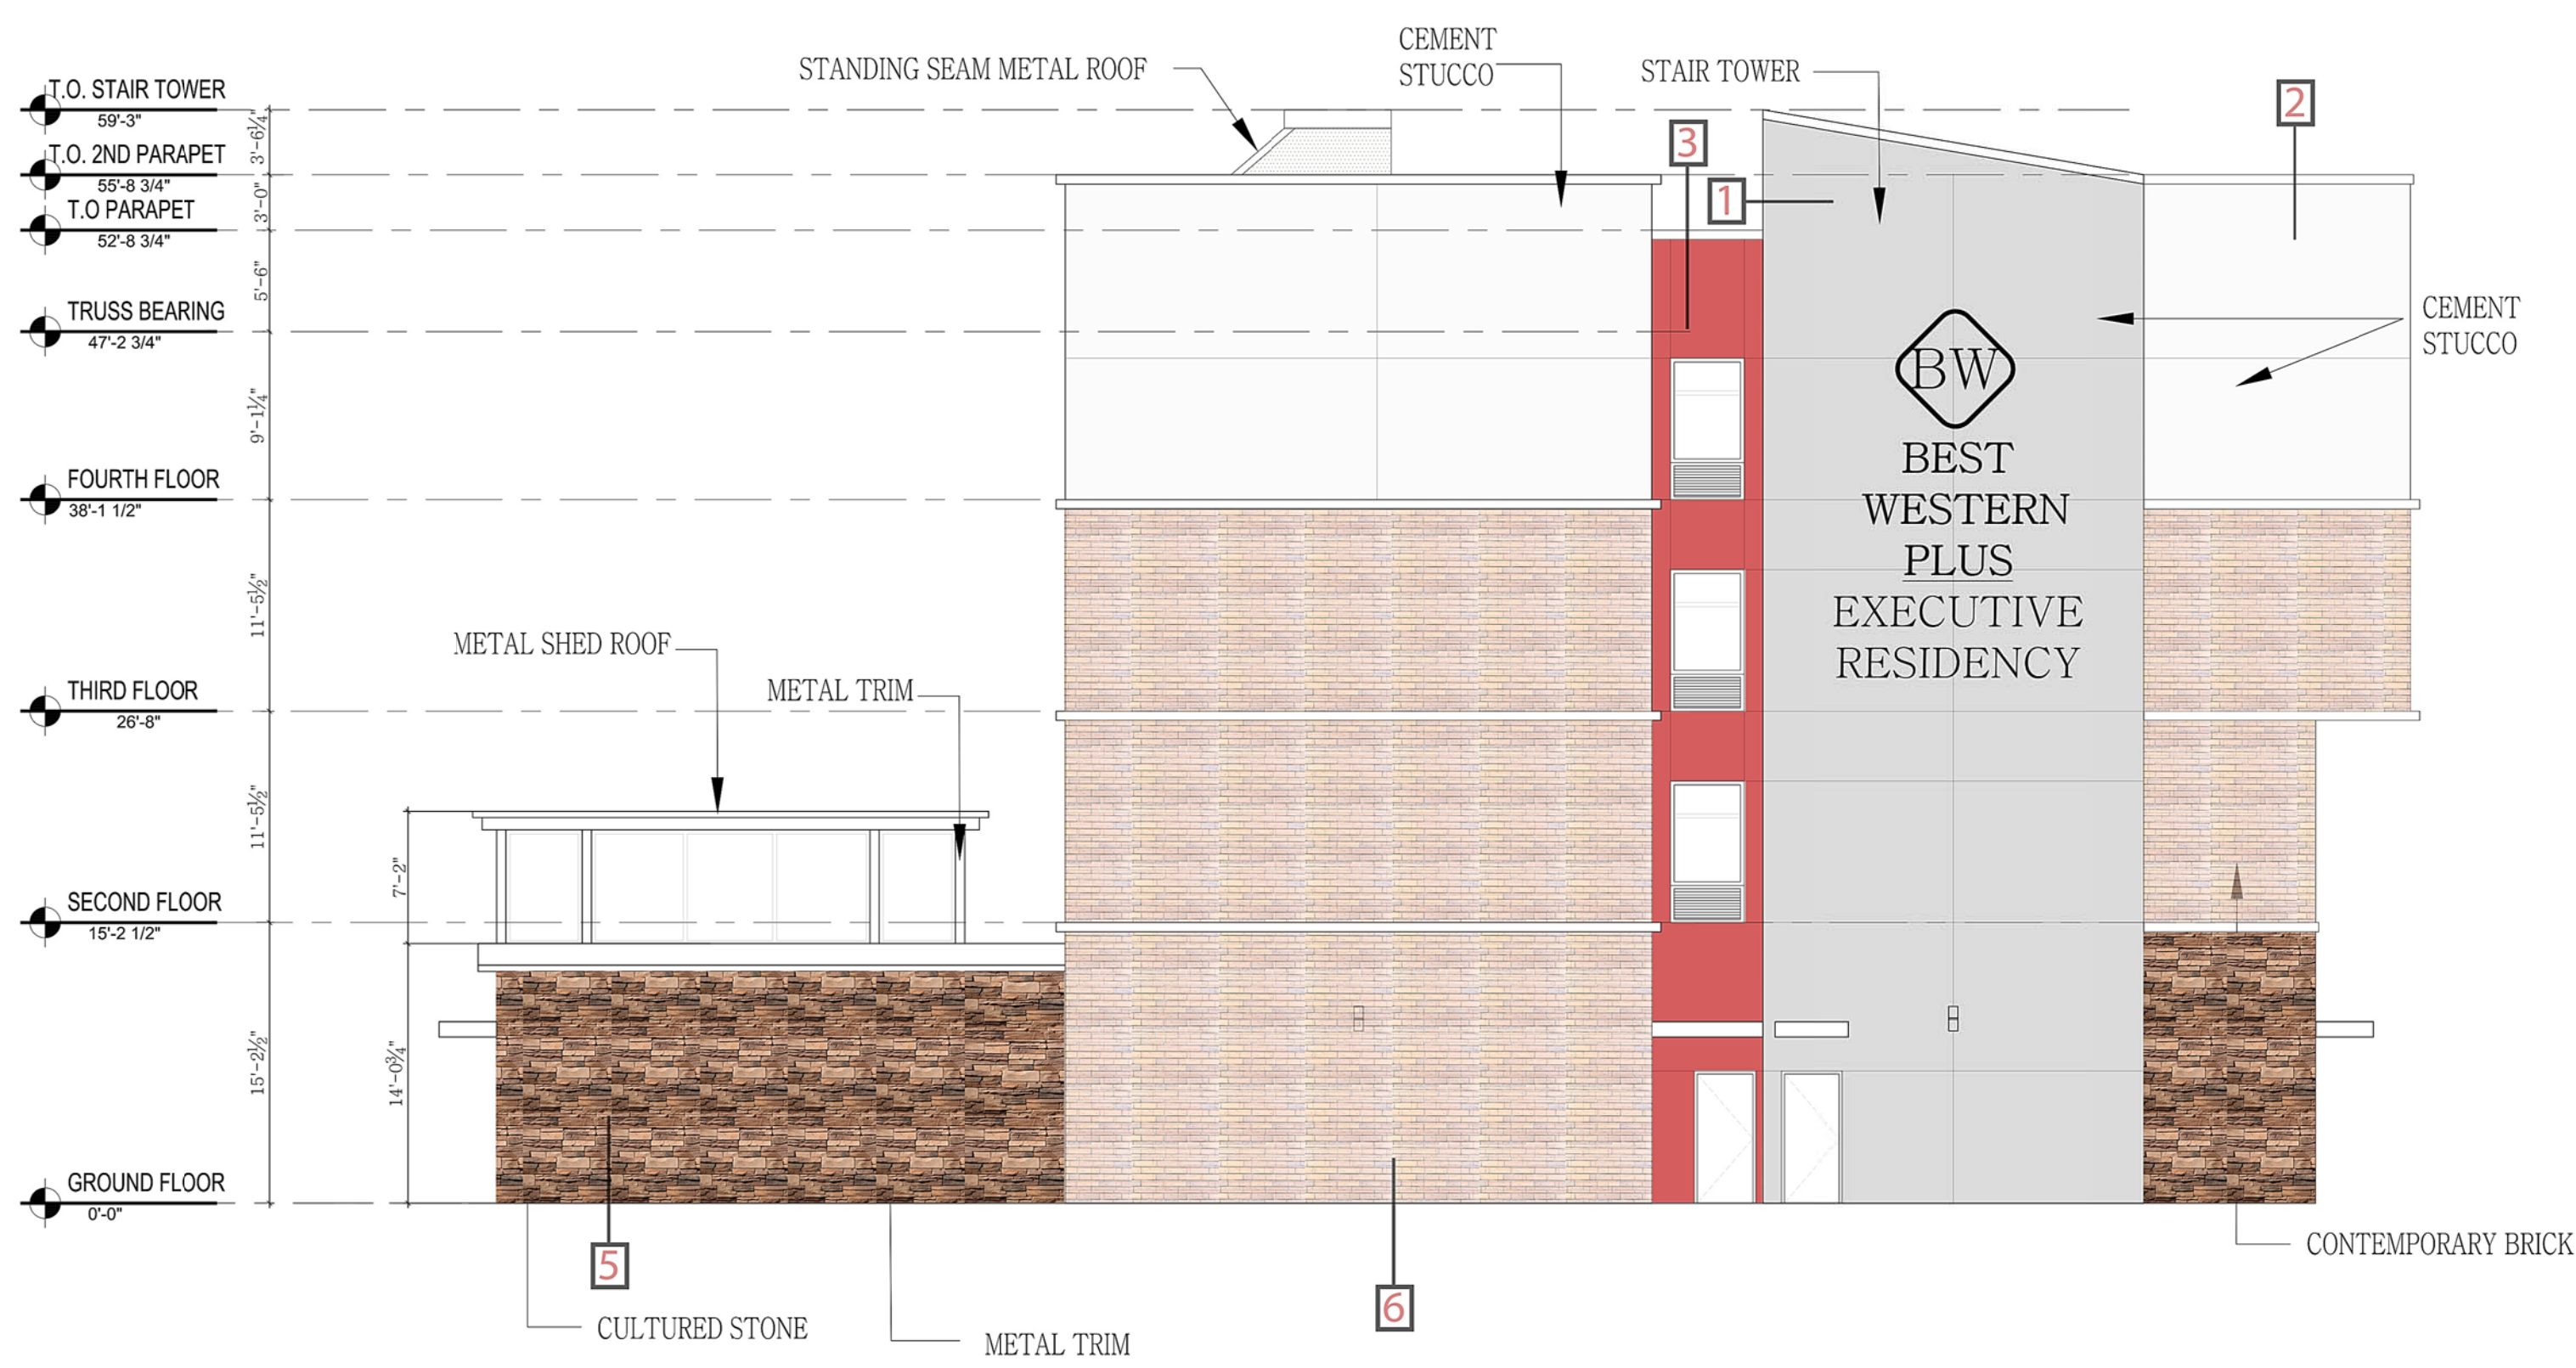 CEMENT
STUCCO
STANDING SEAM METAL ROOF
STAIR TOWER
T.O. STAIR TOWER
59'-3"
3'-6¼"
2
3
T.O. 2ND PARAPET
55'-8 3/4"
3'-0"
1
T.O PARAPET
52'-8 3/4"
5'-6"
TRUSS BEARING
47'-2 3/4"
CEMENT
STUCCO
9'-1¼"
BW
BEST
WESTERN
PLUS
EXECUTIVE
RESIDENCY
FOURTH FLOOR
38'-1 1/2"
11'-5½"
METAL SHED ROOF
METAL TRIM
THIRD FLOOR
26'-8"
11'-5½"
7'-2"
SECOND FLOOR
15'-2 1/2"
15'-2½"
14'-0¾"
GROUND FLOOR
0'-0"
CONTEMPORARY BRICK
5
6
CULTURED STONE
METAL TRIM